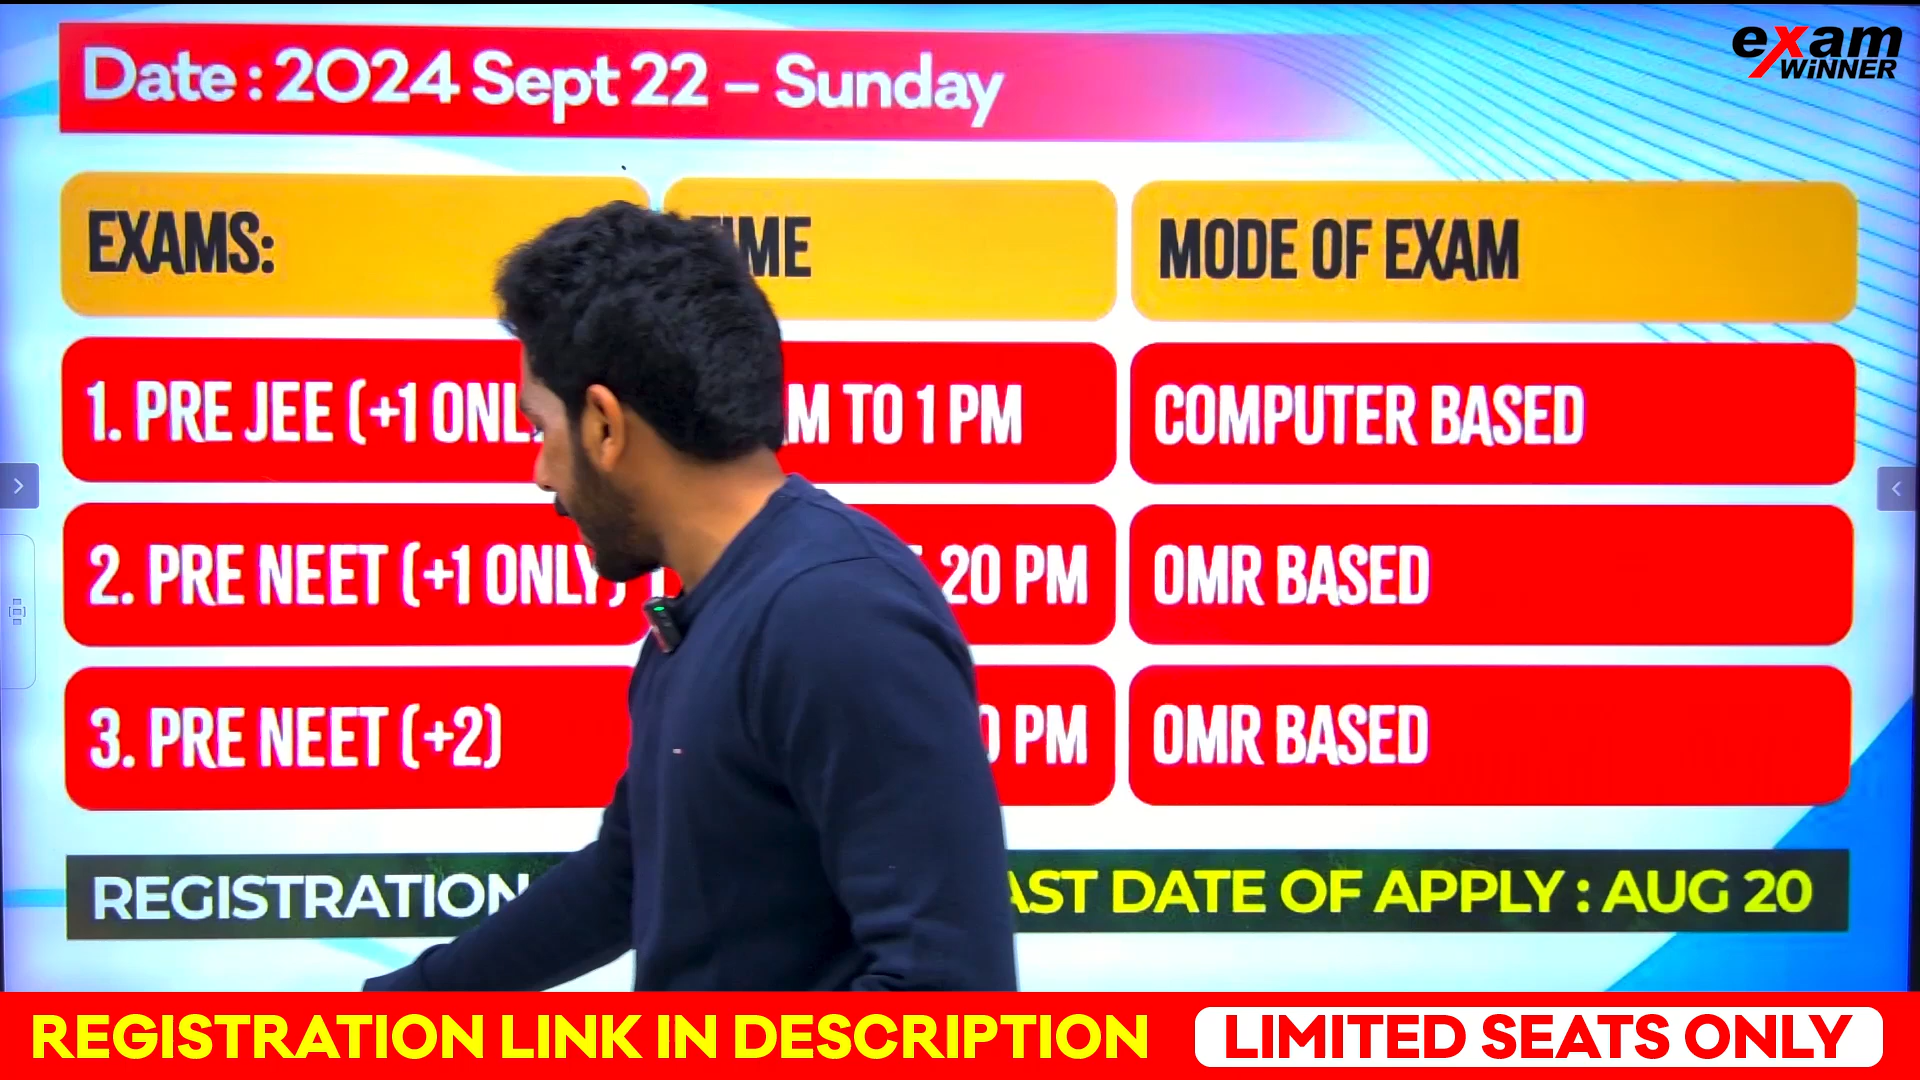 exam
WiNNER
Date : 2024 Sept 22 – Sunday
EXAMS:
MODE OF EXAM
1. PRE JEE (+1
TO 1 PM
COMPUTER BASED
2. PRE NEET (+1 ONLY)
20 PM
OMR BASED
3. PRE NEET (+2)
PM
OMR BASED
REGISTRATION
DATE OF APPLY : AUG 20
REGISTRATION LINK IN DESCRIPTION
LIMITED SEATS ONLY